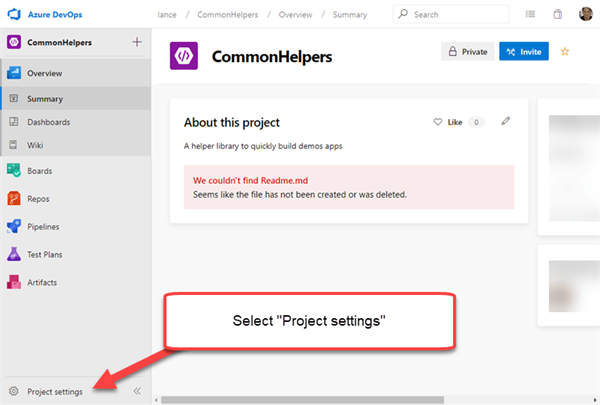 Azure DevOps
lance / CommonHelpers / Overview / Summary
Search
CommonHelpers
Overview
Summary
Dashboards
Wiki
Boards
Repos
Pipelines
Test Plans
Artifacts
Project settings
CommonHelpers
Private
Invite
About this project
Like 0
A helper library to quickly build demos apps
We couldn't find Readme.md
Seems like the file has not been created or was deleted.
Select "Project settings"